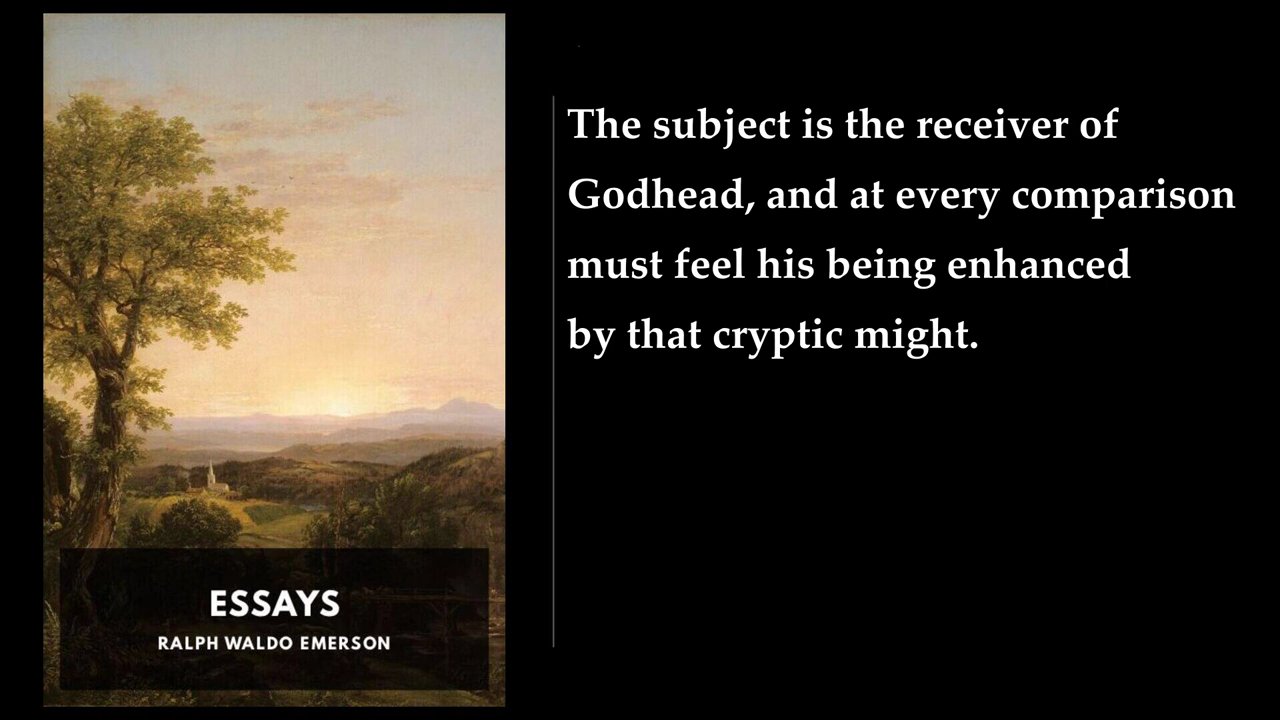 ESSAYS
RALPH WALDO EMERSON
The subject is the receiver of
Godhead, and at every comparison
must feel his being enhanced
by that cryptic might.